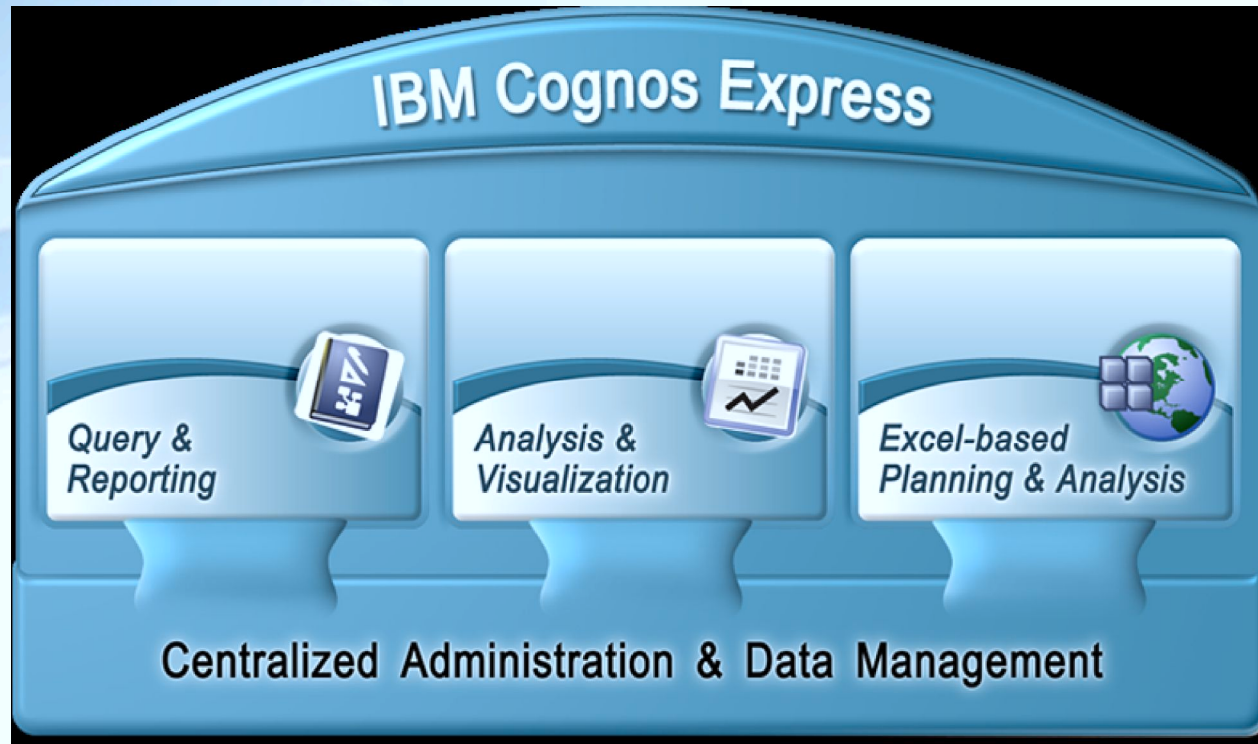 IBM Cognos Express
Query &
Reporting
Analysis &
Visualization
Excel-based
Planning & Analysis
Centralized Administration & Data Management